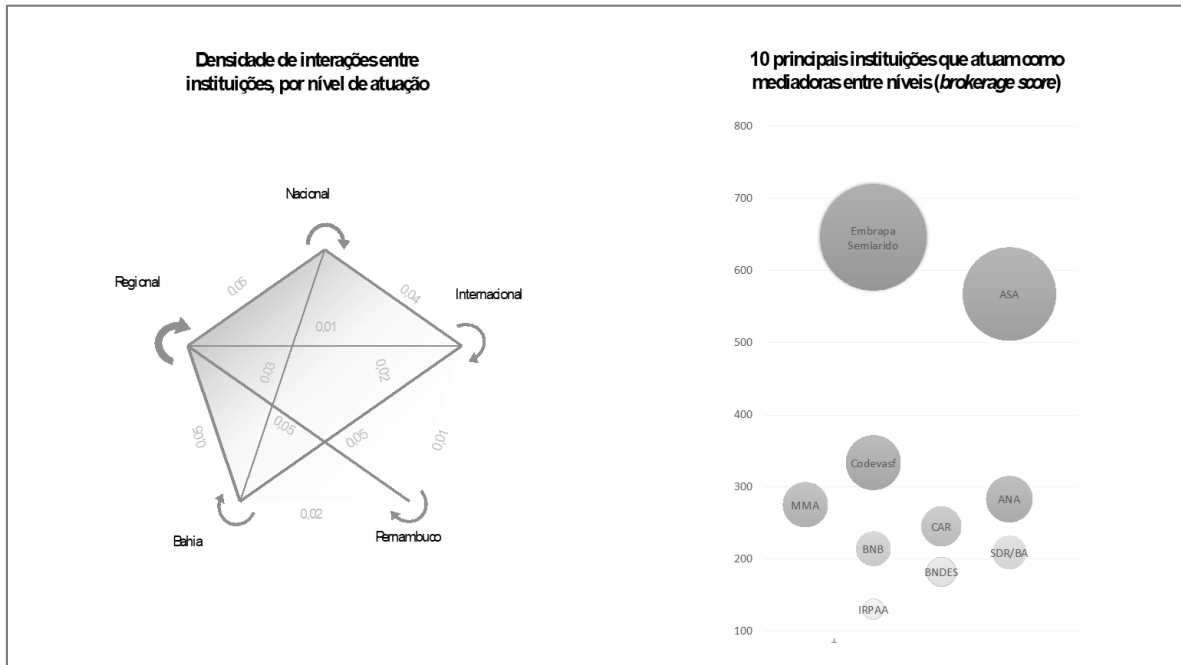 Densidade de interações entre
instituições, por nível de atuação
Nacional
Regional
Internacional
0,05
0,04
0,01
0,03
0,02
0,05
0,05
0,05
0,01
0,02
Bahia
Pernambuco
10 principais instituições que atuam como
mediadoras entre níveis (brokerage score)
800
700
600
500
400
300
200
100
Embrapa
Semiarido
ASA
Codevasf
MMA
ANA
CAR
BNB
SDR/BA
BNDES
IRPAA